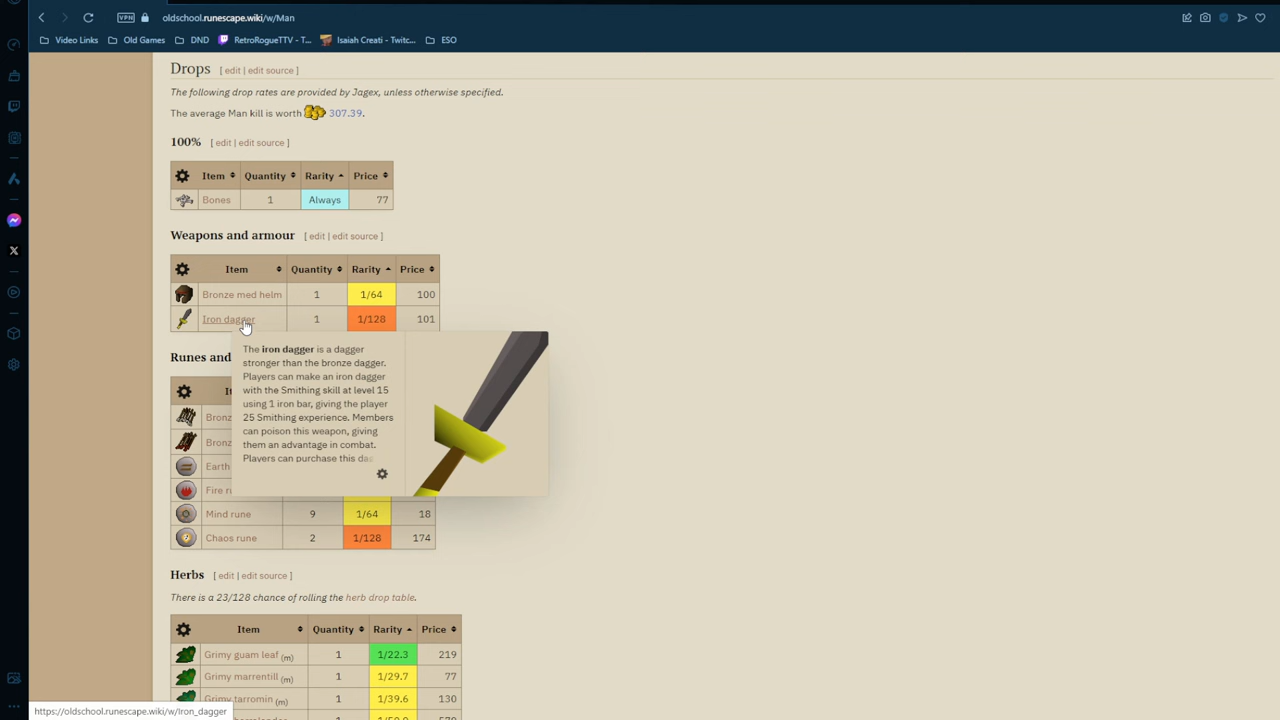 VPN oldschool.runescape.wiki/w/Man
Video Links Old Games DND RetroRogueTTV - T... Isaiah Creati - Twitc... ESO
Drops [ edit | edit source ]
The following drop rates are provided by Jagex, unless otherwise specified.
The average Man kill is worth 307.39.
100% [ edit | edit source ]
Item Quantity Rarity Price
Bones 1 Always 77
Weapons and armour [ edit | edit source ]
Item Quantity Rarity Price
Bronze med helm 1 1/64 100
Iron dagger 1 1/128 101
The iron dagger is a dagger
stronger than the bronze dagger.
Players can make an iron dagger
with the Smithing skill at level 15
using 1 iron bar, giving the player
25 Smithing experience. Members
can poison this weapon, giving
them an advantage in combat.
Players can purchase this da
Runes and
Bronz
Bronz
Earth
Fire ru
Mind rune 9 1/64 18
Chaos rune 2 1/128 174
Herbs [ edit | edit source ]
There is a 23/128 chance of rolling the herb drop table.
Item Quantity Rarity Price
Grimy guam leaf (m) 1 1/22.3 219
Grimy marrentill (m) 1 1/29.7 77
Grimy tarromin (m) 1 1/39.6 130
https://oldschool.runescape.wiki/w/Iron_dagger